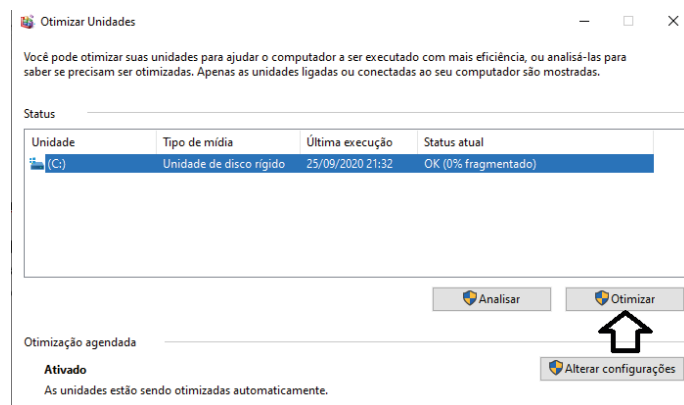 Otimizar Unidades
Você pode otimizar suas unidades para ajudar o computador a ser executado com mais eficiência, ou analisá-las para
saber se precisam ser otimizadas. Apenas as unidades ligadas ou conectadas ao seu computador são mostradas.
Status
Unidade Tipo de mídia Última execução Status atual
(C:) Unidade de disco rígido 25/09/2020 21:32 OK (0% fragmentado)
Analisar Otimizar
Otimização agendada
Ativado Alterar configurações
As unidades estão sendo otimizadas automaticamente.